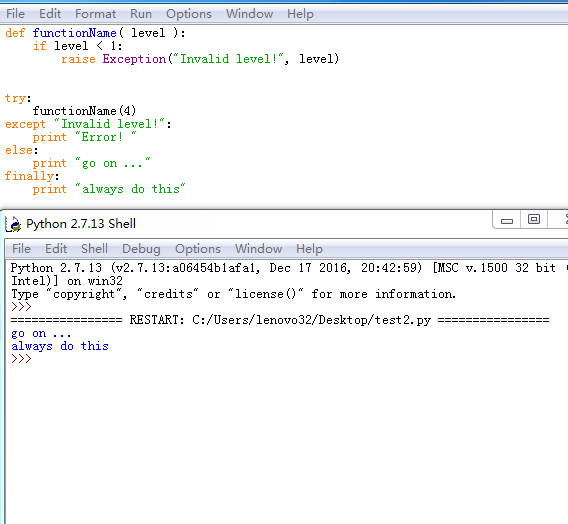 File Edit Format Run Options Window Help
def functionName( level ):
if level < 1:
raise Exception("Invalid level!", level)
try:
functionName(4)
except "Invalid level!":
print "Error! "
else:
print "go on ..."
finally:
print "always do this"
Python 2.7.13 Shell
File Edit Shell Debug Options Window Help
Python 2.7.13 (v2.7.13:a06454b1afa1, Dec 17 2016, 20:42:59) [MSC v.1500 32 bit (
Intel)] on win32
Type "copyright", "credits" or "license()" for more information.
>>>
================ RESTART: C:/Users/lenovo32/Desktop/test2.py ================
go on ...
always do this
>>>